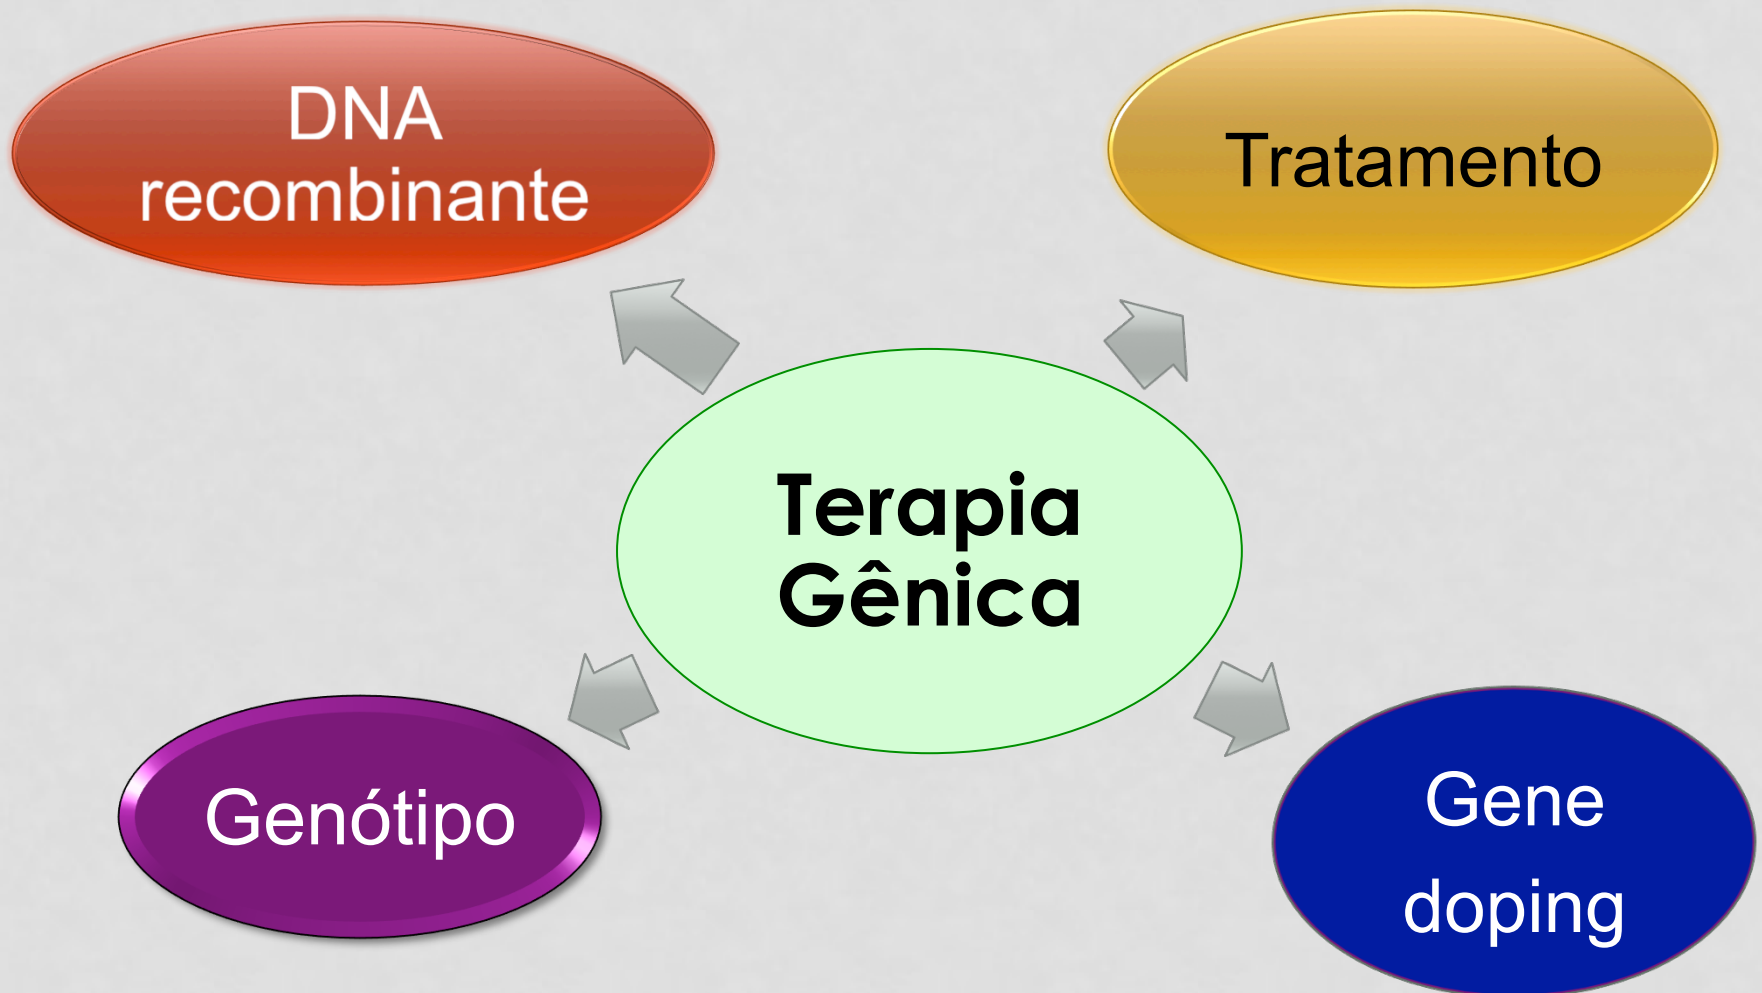 DNA
recombinante
Tratamento
Terapia
Gênica
Genótipo
Gene
doping